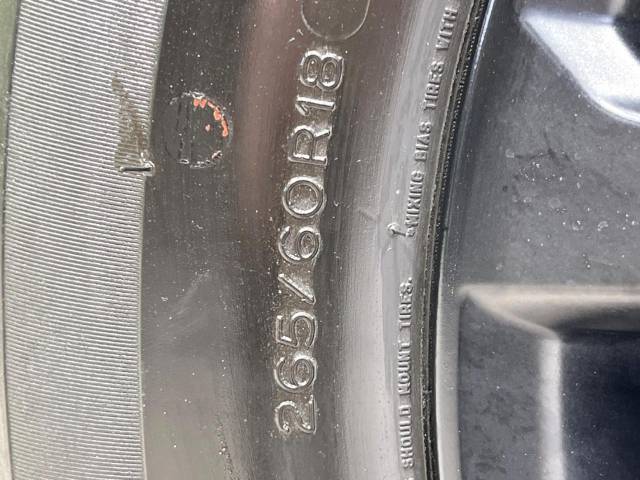 265/60R18
SHOULD MOUNT TIRES. •MIXING BIAS TIRES WITH